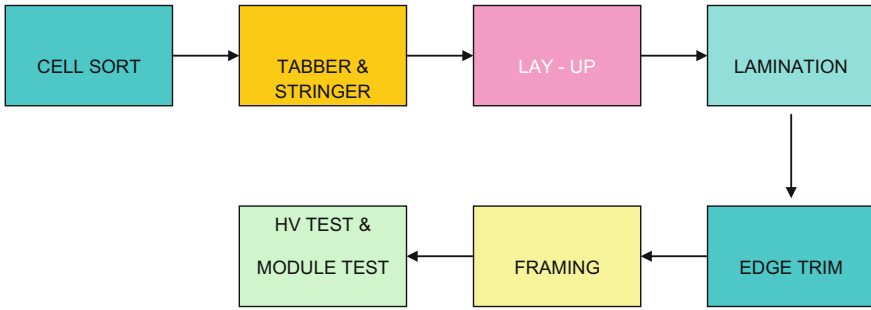 CELL SORT
TABBER &
STRINGER
LAY - UP
LAMINATION
EDGE TRIM
FRAMING
HV TEST &
MODULE TEST